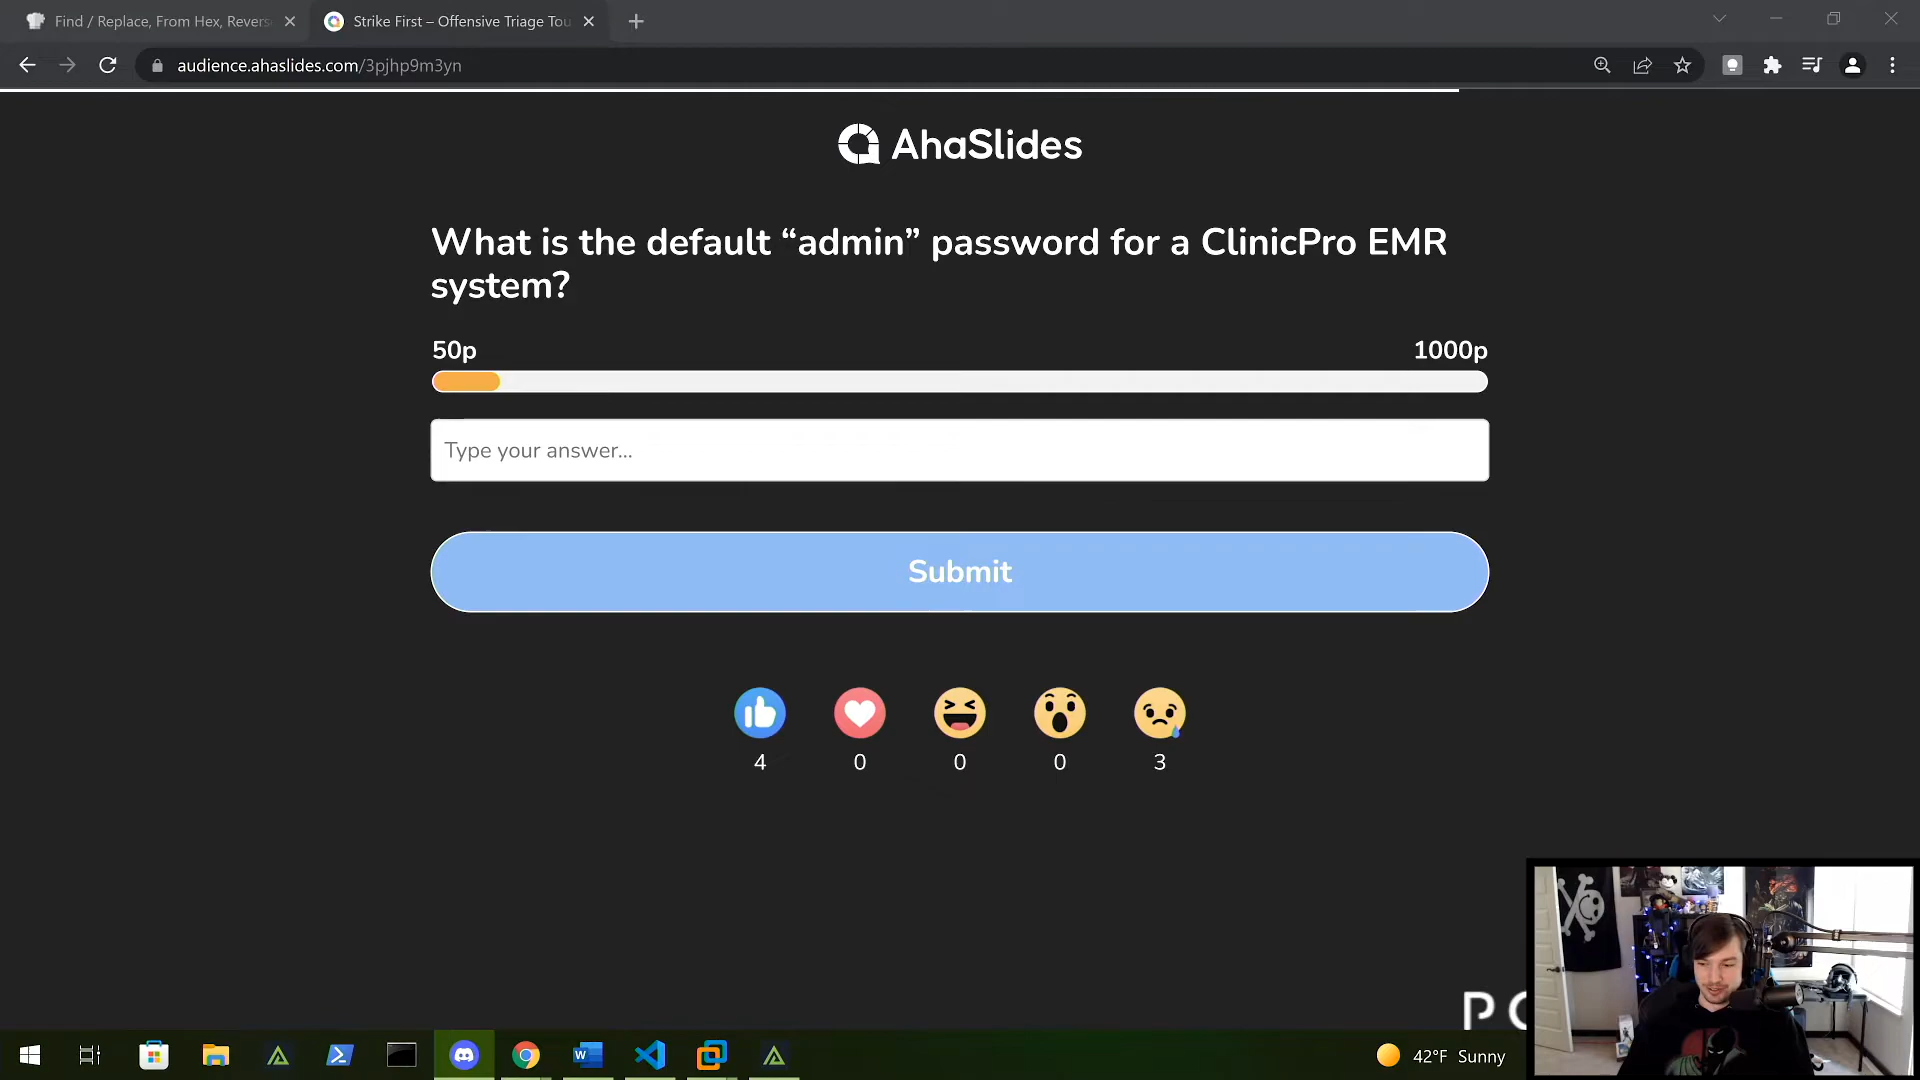 Find / Replace, From Hex, Revers
Strike First – Offensive Triage Tou
audience.ahaslides.com/3pjhp9m3yn
AhaSlides
What is the default “admin” password for a ClinicPro EMR
system?
50p 1000p
Type your answer...
Submit
4 0 0 0 3
PO
42°F Sunny